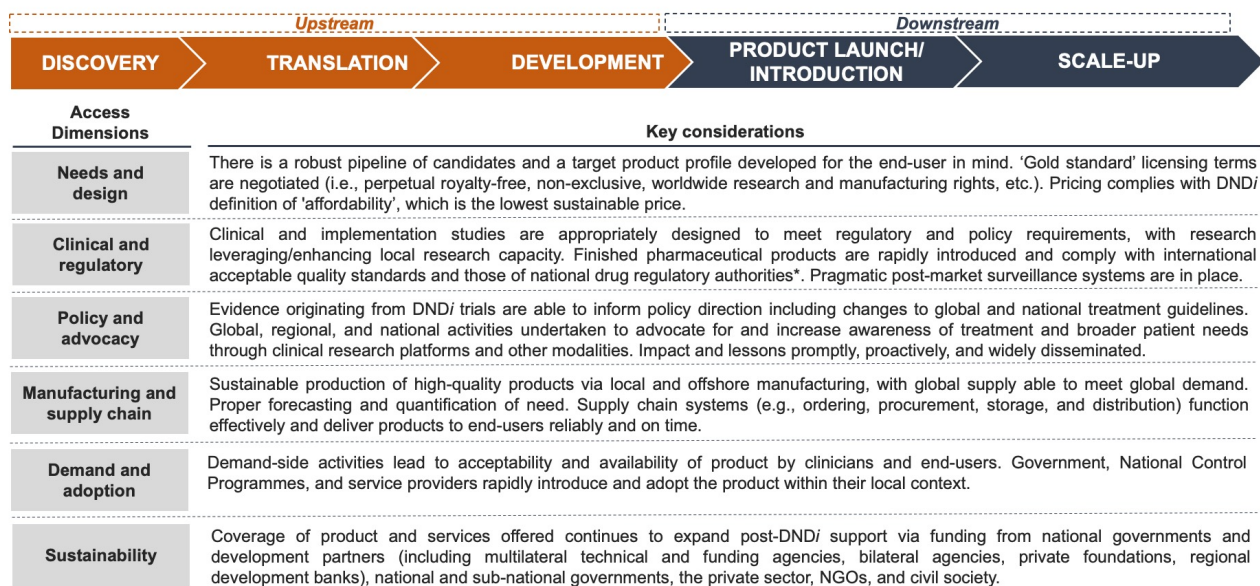 Upstream
Downstream
DISCOVERY
TRANSLATION
DEVELOPMENT
PRODUCT LAUNCH/
INTRODUCTION
SCALE-UP
Access
Dimensions
Key considerations
Needs and
design
There is a robust pipeline of candidates and a target product profile developed for the end-user in mind. ‘Gold standard’ licensing terms
are negotiated (i.e., perpetual royalty-free, non-exclusive, worldwide research and manufacturing rights, etc.). Pricing complies with DNDi
definition of 'affordability’, which is the lowest sustainable price.
Clinical and
regulatory
Clinical and implementation studies are appropriately designed to meet regulatory and policy requirements, with research
leveraging/enhancing local research capacity. Finished pharmaceutical products are rapidly introduced and comply with international
acceptable quality standards and those of national drug regulatory authorities*. Pragmatic post-market surveillance systems are in place.
Policy and
advocacy
Evidence originating from DNDi trials are able to inform policy direction including changes to global and national treatment guidelines.
Global, regional, and national activities undertaken to advocate for and increase awareness of treatment and broader patient needs
through clinical research platforms and other modalities. Impact and lessons promptly, proactively, and widely disseminated.
Manufacturing and
supply chain
Sustainable production of high-quality products via local and offshore manufacturing, with global supply able to meet global demand.
Proper forecasting and quantification of need. Supply chain systems (e.g., ordering, procurement, storage, and distribution) function
effectively and deliver products to end-users reliably and on time.
Demand and
adoption
Demand-side activities lead to acceptability and availability of product by clinicians and end-users. Government, National Control
Programmes, and service providers rapidly introduce and adopt the product within their local context.
Sustainability
Coverage of product and services offered continues to expand post-DNDi support via funding from national governments and
development partners (including multilateral technical and funding agencies, bilateral agencies, private foundations, regional
development banks), national and sub-national governments, the private sector, NGOs, and civil society.